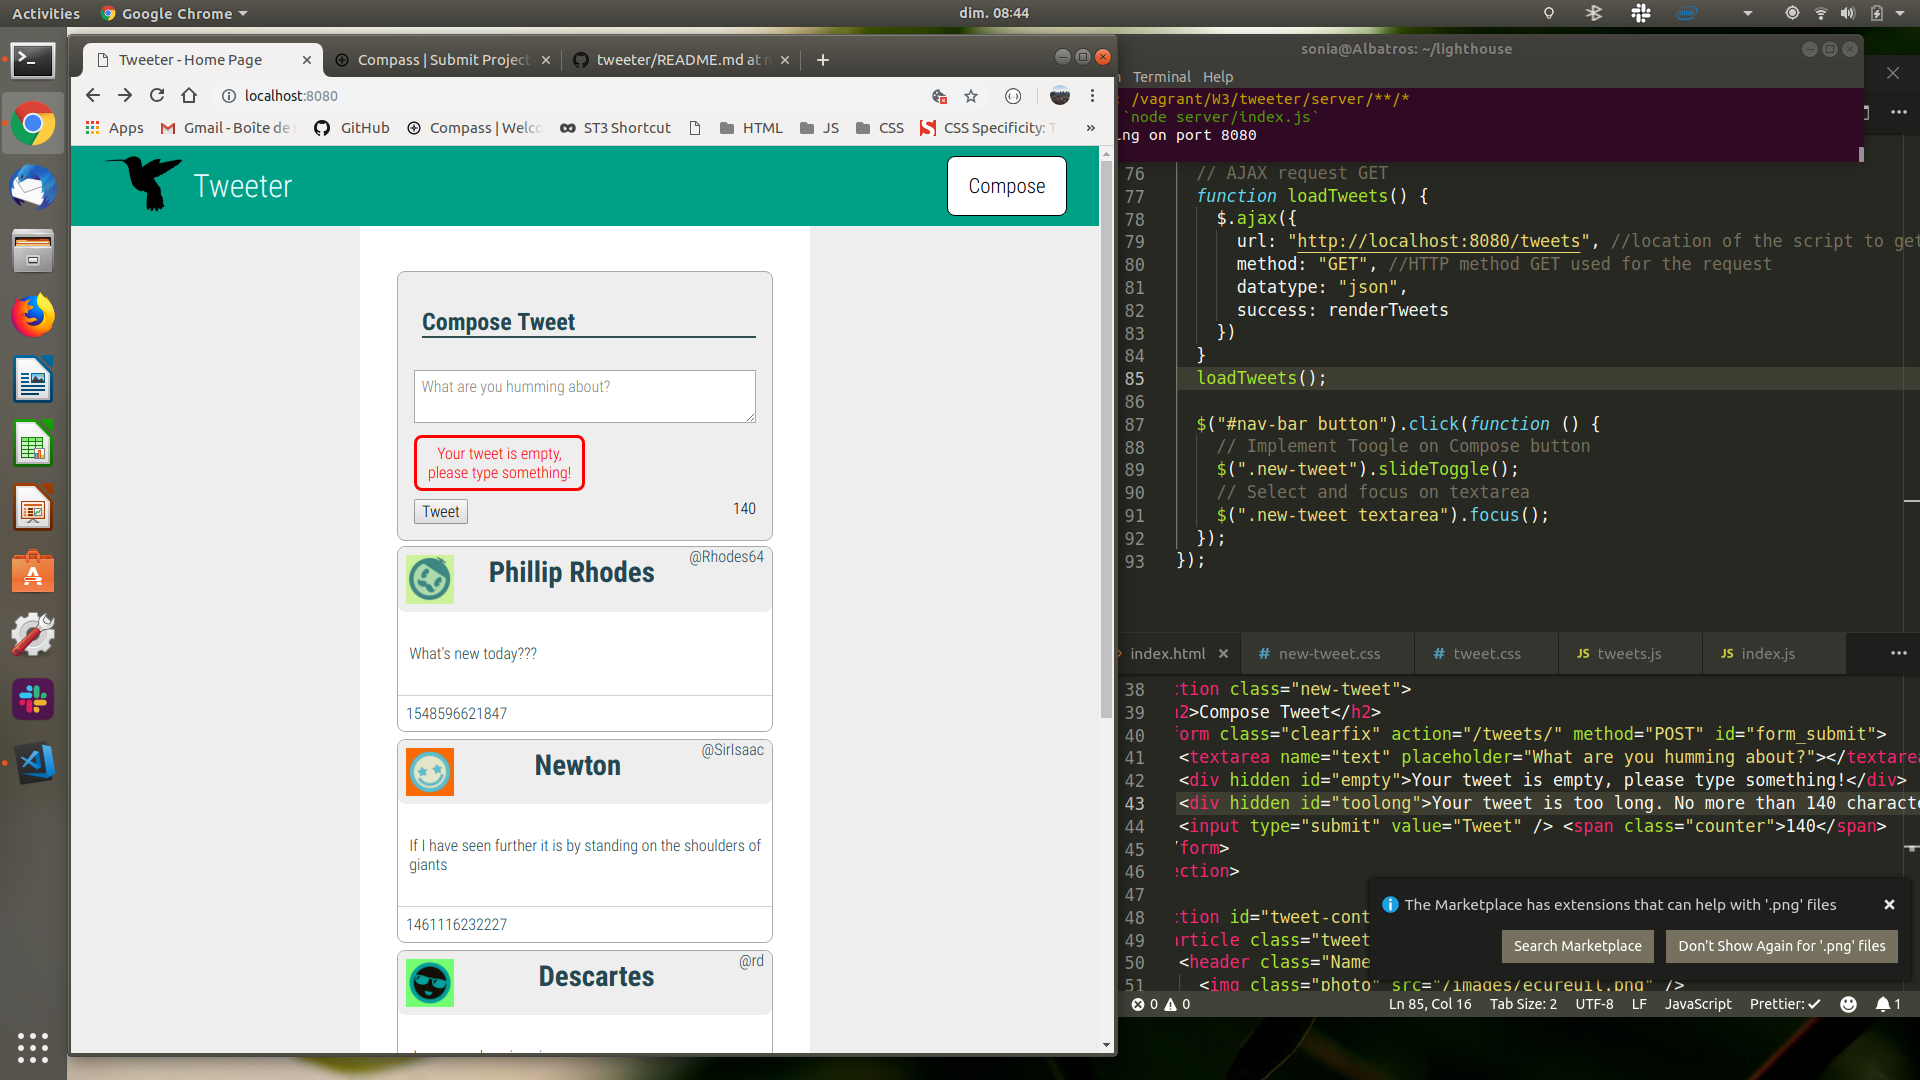 Activities
Google Chrome
dim. 08:44
Tweeter - Home Page
Compass | Submit Project
tweeter/README.md at
localhost:8080
Apps
Gmail - Boîte de
GitHub
Compass | Welc
ST3 Shortcut
HTML
JS
CSS
CSS Specificity:
»
Tweeter
Compose
Compose Tweet
What are you humming about?
Your tweet is empty,
please type something!
Tweet
140
Phillip Rhodes
@Rhodes64
What's new today???
1548596621847
Newton
@SirIsaac
If I have seen further it is by standing on the shoulders of
giants
1461116232227
Descartes
@rd
sonia@Albatros: ~/lighthouse
Terminal Help
/vagrant/W3/tweeter/server/**/*
`node server/index.js`
ng on port 8080
76 // AJAX request GET
77 function loadTweets() {
78 $.ajax({
79 url: "http://localhost:8080/tweets", //location of the script to get
80 method: "GET", //HTTP method GET used for the request
81 datatype: "json",
82 success: renderTweets
83 })
84 }
85 loadTweets();
86
87 $("#nav-bar button").click(function () {
88 // Implement Toogle on Compose button
89 $(".new-tweet").slideToggle();
90 // Select and focus on textarea
91 $(".new-tweet textarea").focus();
92 });
93 });
index.html
# new-tweet.css
# tweet.css
JS tweets.js
JS index.js
38 ction class="new-tweet">
39 h2>Compose Tweet</h2>
40 form class="clearfix" action="/tweets/" method="POST" id="form_submit">
41 <textarea name="text" placeholder="What are you humming about?"></textarea
42 <div hidden id="empty">Your tweet is empty, please type something!</div>
43 <div hidden id="toolong">Your tweet is too long. No more than 140 characte
44 <input type="submit" value="Tweet" /> <span class="counter">140</span>
45 /form>
46 ection>
47
48 ction id="tweet-cont
49 article class="tweet
50 <header class="Name
51 <img class="photo" src="/images/ecureuil.png" />
The Marketplace has extensions that can help with '.png' files
Search Marketplace
Don't Show Again for '.png' files
0 0
Ln 85, Col 16
Tab Size: 2
UTF-8
LF
JavaScript
Prettier: ✓
1